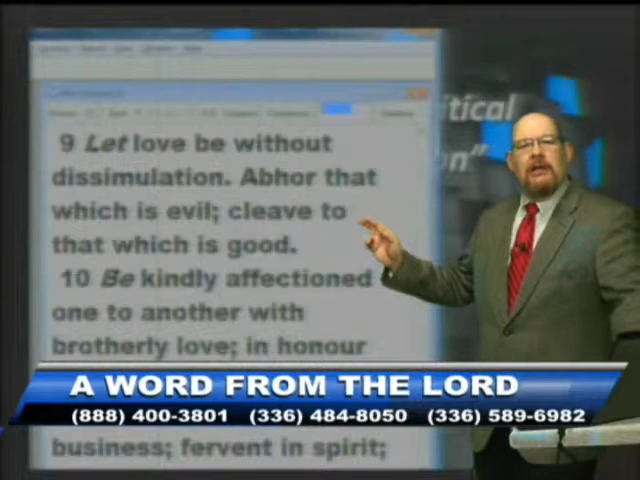 itical
on”
9 Let love be without
dissimulation. Abhor that
which is evil; cleave to
that which is good.
10 Be kindly affectioned
one to another with
brotherly love; in honour
A WORD FROM THE LORD
(888) 400-3801 (336) 484-8050 (336) 589-6982
business; fervent in spirit;